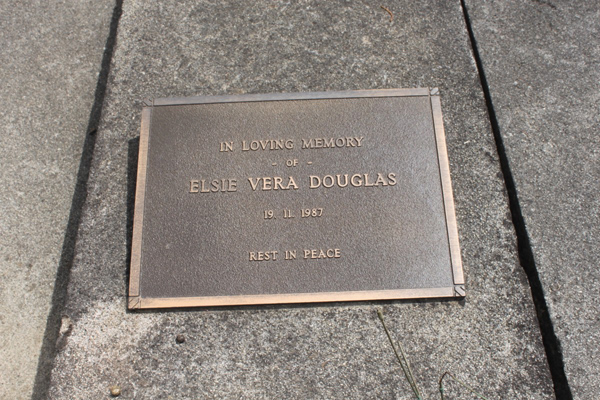 IN LOVING MEMORY
- OF -
ELSIE VERA DOUGLAS
19. 11. 1987
REST IN PEACE